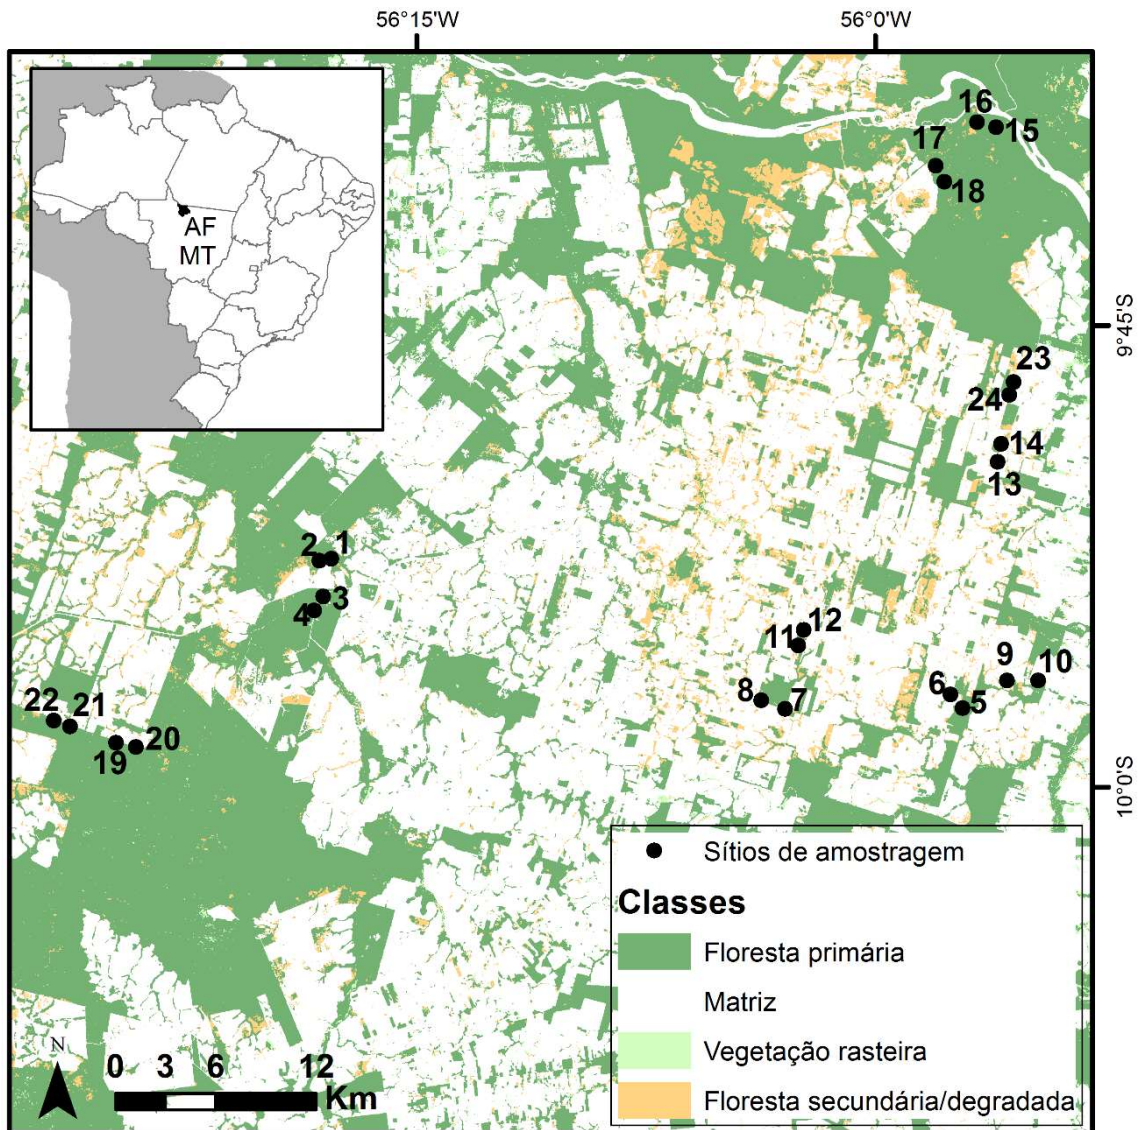 56°15'W
56°0'W
AF
MT
16
15
17
18
9°45'S
23
24
14
13
2
1
3
4
12
11
9
10
8
7
6
5
22
21
19
20
10°0'S
Sítios de amostragem
Classes
Floresta primária
Matriz
Vegetação rasteira
Floresta secundária/degradada
N
0 3 6 12
Km